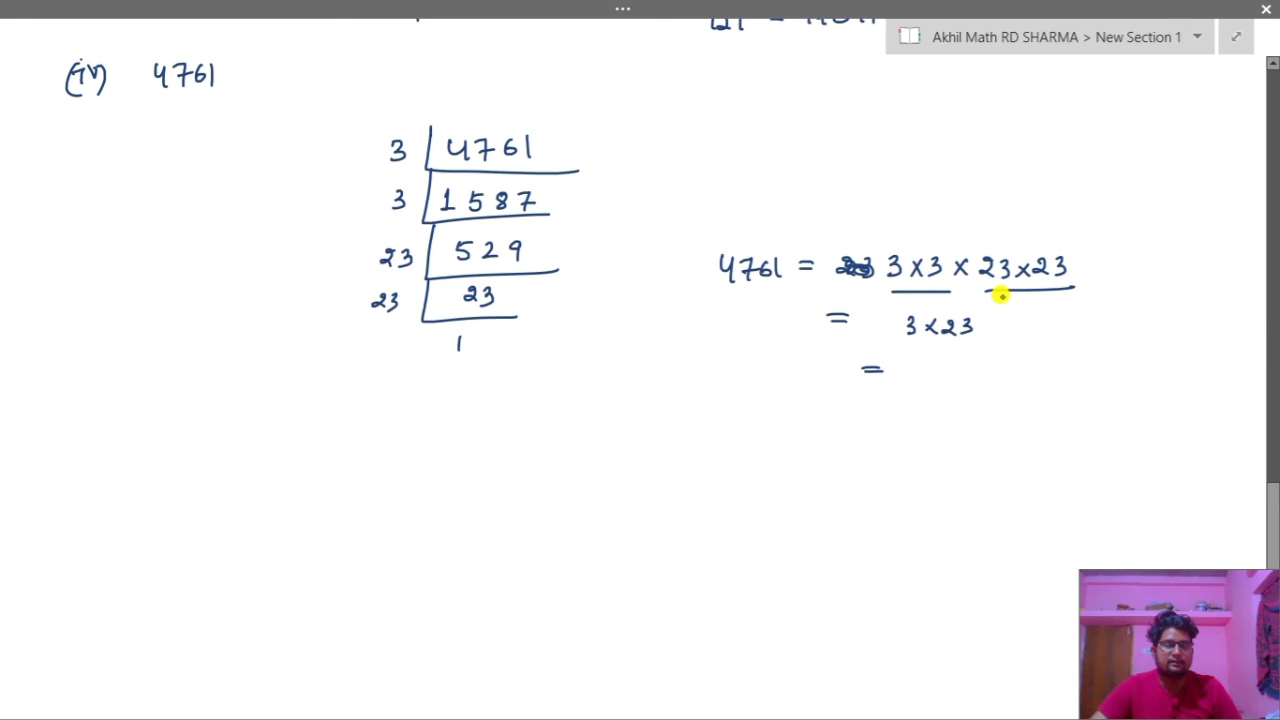 Akhil Math RD SHARMA > New Section 1
(iv) 4761
3 | 4761
3 | 1587
23 | 529
23 | 23
1
4761 = 3 × 3 × 23 × 23
= 3 × 23
=